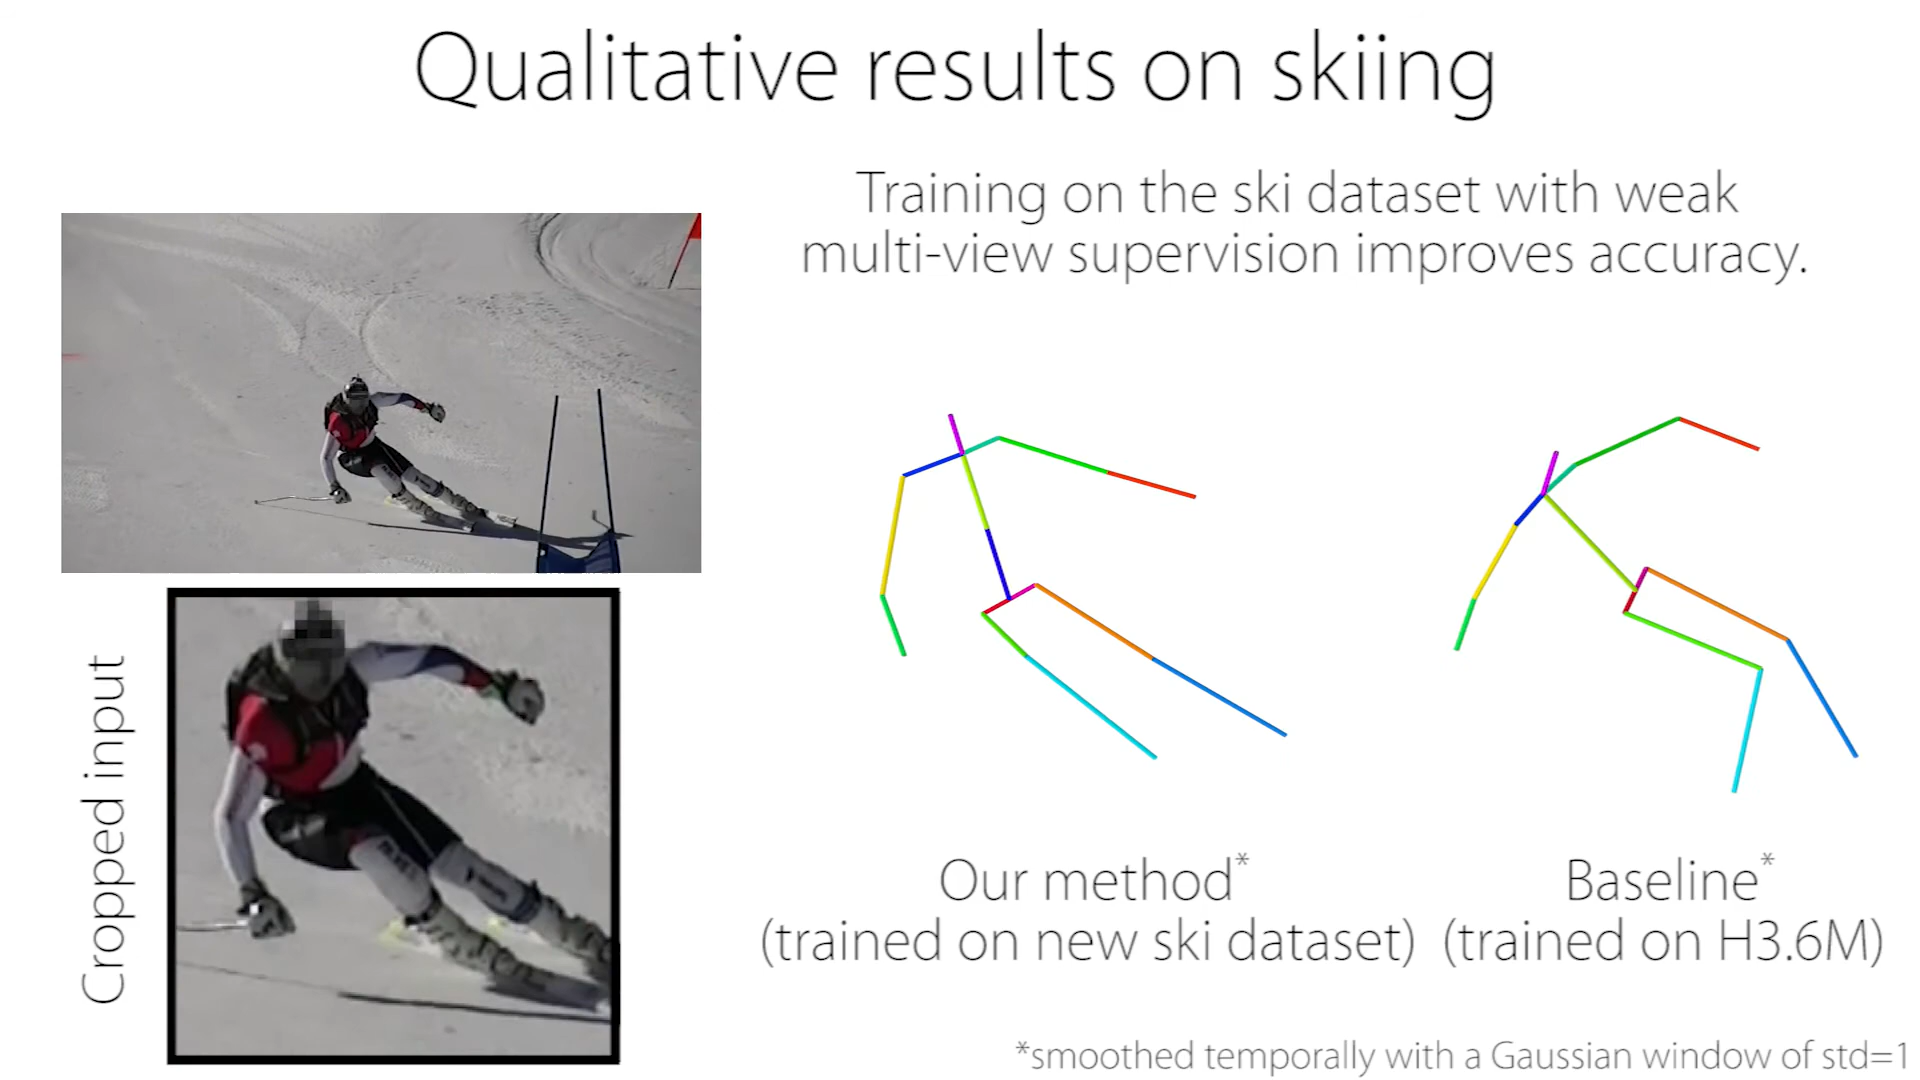 Qualitative results on skiing
Training on the ski dataset with weak
multi-view supervision improves accuracy.
Cropped input
Our method*
(trained on new ski dataset)
Baseline*
(trained on H3.6M)
*smoothed temporally with a Gaussian window of std=1